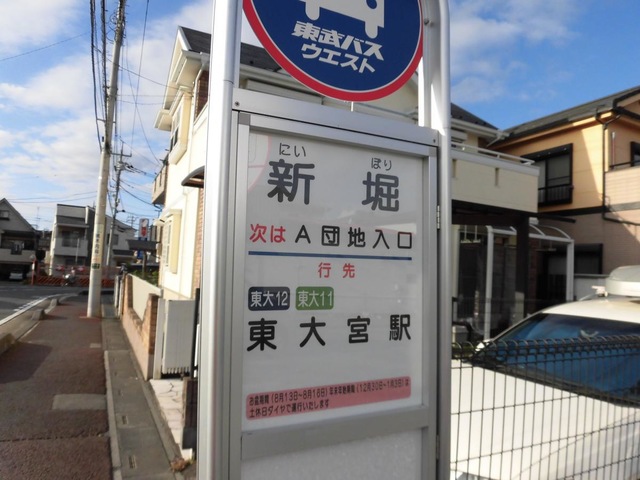 東武バス
ウエスト
にい ぼり
新堀
次は A団地入口
行先
東大12 東大11
東大宮駅
お盆期間(8月13日~8月16日)年末年始期間(12月30日~1月3日)は
土休日ダイヤで運行いたします